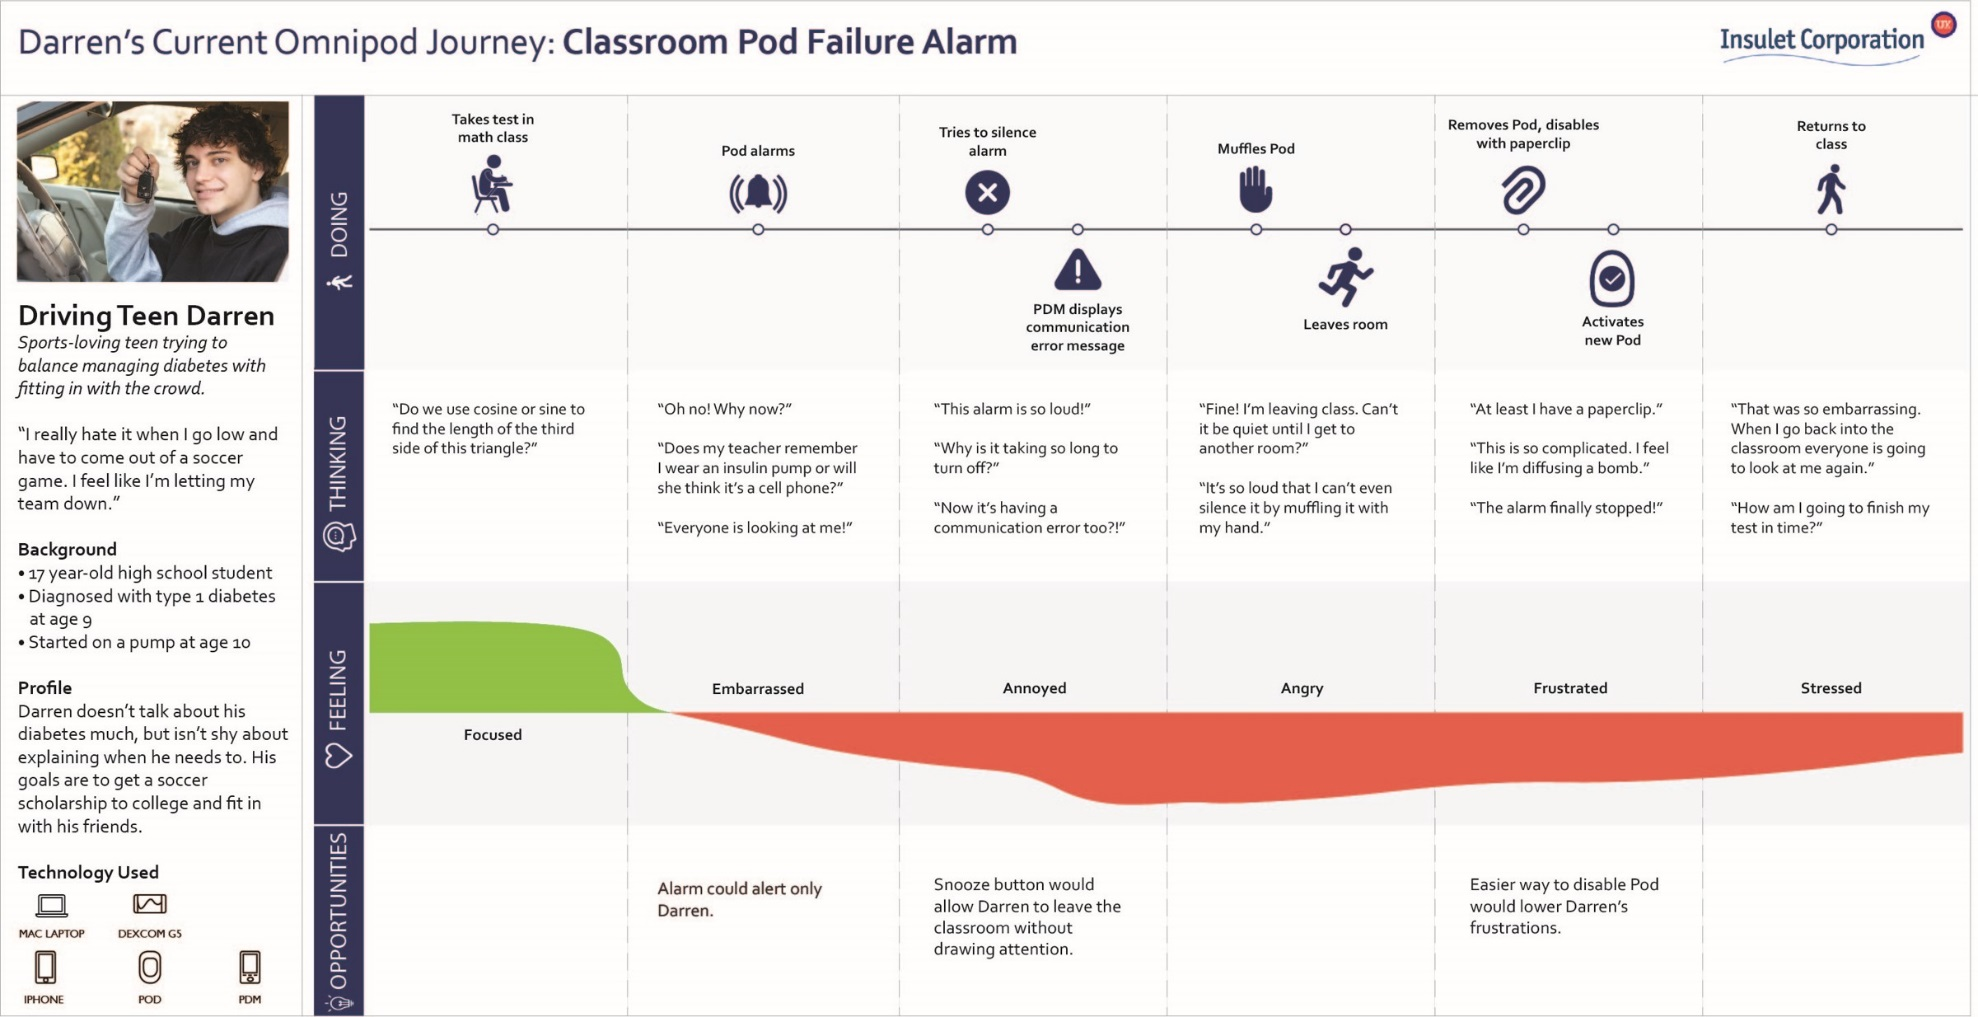 Darren's Current Omnipod Journey: Classroom Pod Failure Alarm
Insulet Corporation
UX
Driving Teen Darren
Sports-loving teen trying to
balance managing diabetes with
fitting in with the crowd.
"I really hate it when I go low and
have to come out of a soccer
game. I feel like I'm letting my
team down."
Background
• 17 year-old high school student
• Diagnosed with type 1 diabetes
at age 9
• Started on a pump at age 10
Profile
Darren doesn't talk about his
diabetes much, but isn't shy about
explaining when he needs to. His
goals are to get a soccer
scholarship to college and fit in
with his friends.
Technology Used
MAC LAPTOP
DEXCOM G5
IPHONE
POD
PDM
DOING
Takes test in
math class
Pod alarms
Tries to silence
alarm
PDM displays
communication
error message
Muffles Pod
Leaves room
Removes Pod, disables
with paperclip
Activates
new Pod
Returns to
class
THINKING
"Do we use cosine or sine to
find the length of the third
side of this triangle?"
"Oh no! Why now?"
"Does my teacher remember
I wear an insulin pump or will
she think it's a cell phone?"
"Everyone is looking at me!"
"This alarm is so loud!"
"Why is it taking so long to
turn off?"
"Now it's having a
communication error too?!"
"Fine! I'm leaving class. Can't
it be quiet until I get to
another room?"
"It's so loud that I can't even
silence it by muffling it with
my hand."
"At least I have a paperclip."
"This is so complicated. I feel
like I'm diffusing a bomb."
"The alarm finally stopped!"
"That was so embarrassing.
When I go back into the
classroom everyone is going
to look at me again."
"How am I going to finish my
test in time?"
FEELING
Focused
Embarrassed
Annoyed
Angry
Frustrated
Stressed
OPPORTUNITIES
Alarm could alert only
Darren.
Snooze button would
allow Darren to leave the
classroom without
drawing attention.
Easier way to disable Pod
would lower Darren's
frustrations.